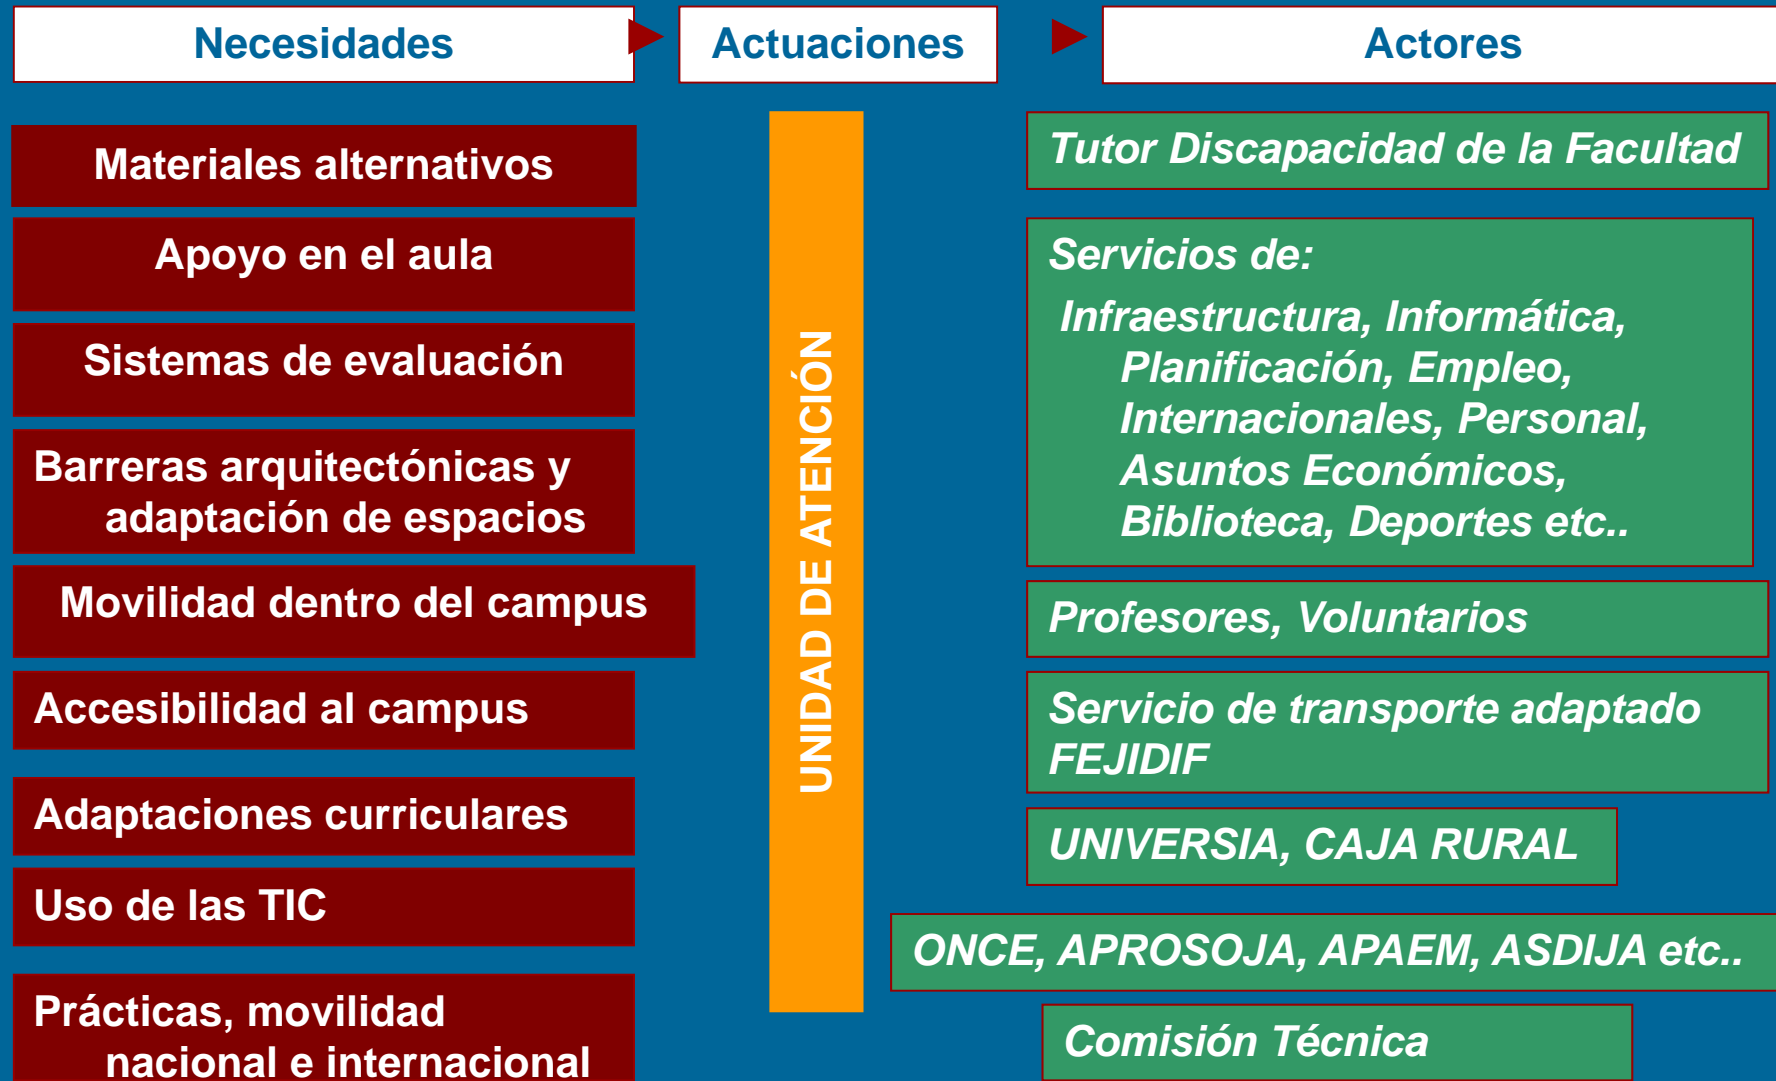 Necesidades
Actuaciones
Actores
Materiales alternativos
Apoyo en el aula
Sistemas de evaluación
Barreras arquitectónicas y
adaptación de espacios
Movilidad dentro del campus
Accesibilidad al campus
Adaptaciones curriculares
Uso de las TIC
Prácticas, movilidad
nacional e internacional
UNIDAD DE ATENCIÓN
Tutor Discapacidad de la Facultad
Servicios de:
Infraestructura, Informática,
Planificación, Empleo,
Internacionales, Personal,
Asuntos Económicos,
Biblioteca, Deportes etc..
Profesores, Voluntarios
Servicio de transporte adaptado
FEJIDIF
UNIVERSIA, CAJA RURAL
ONCE, APROSOJA, APAEM, ASDIJA etc..
Comisión Técnica